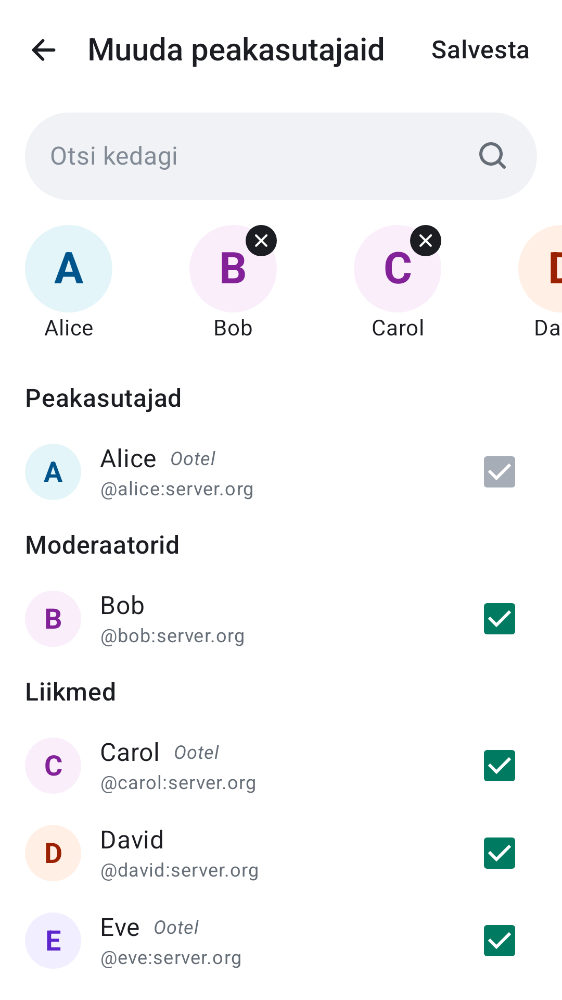 Muuda peakasutajaid Salvesta
Otsi kedagi
A B C D
Alice Bob Carol Da
Peakasutajad
A Alice Ootel
@alice:server.org
Moderaatorid
B Bob
@bob:server.org
Liikmed
C Carol Ootel
@carol:server.org
D David
@david:server.org
E Eve Ootel
@eve:server.org